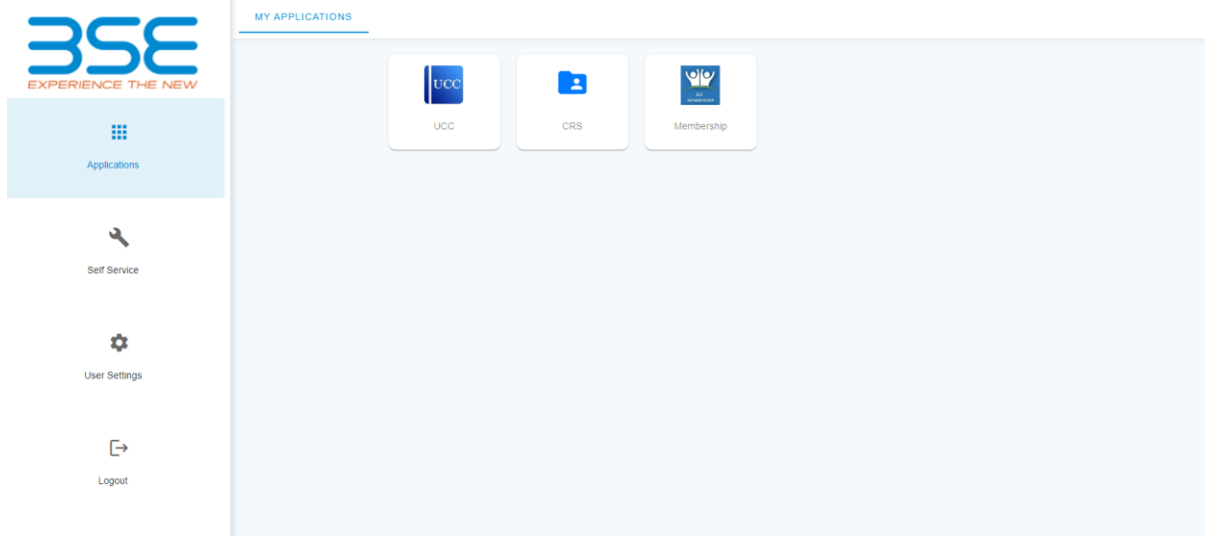 BSE
EXPERIENCE THE NEW
MY APPLICATIONS
UCC
UCC
CRS
Membership
Applications
Self Service
User Settings
Logout